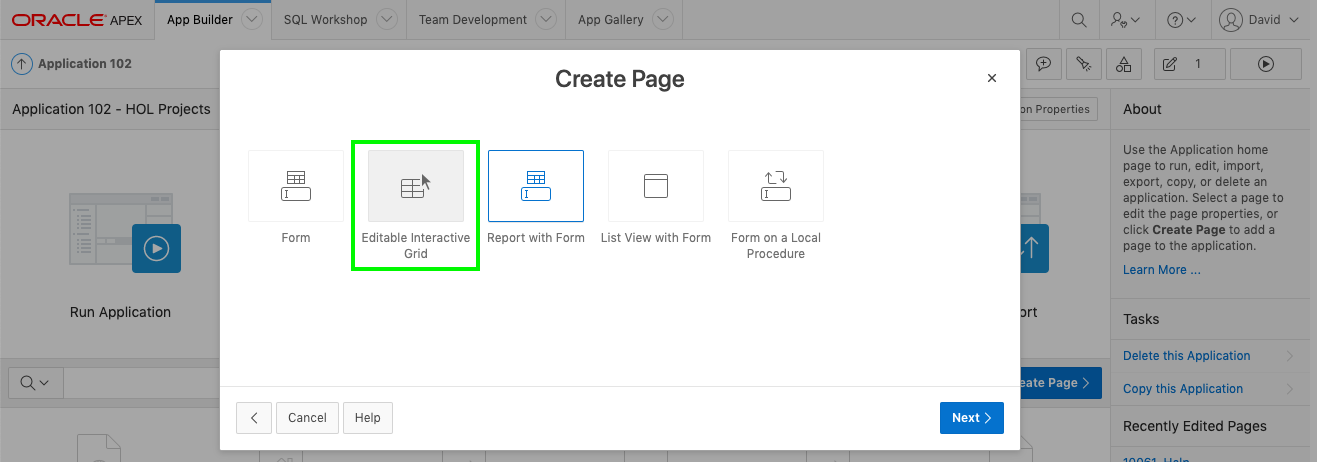 ORACLE APEX
App Builder
SQL Workshop
Team Development
App Gallery
David
Application 102
1
Application 102 - HOL Projects
on Properties
About
Create Page
Use the Application home
page to run, edit, import,
export, copy, or delete an
application. Select a page to
edit the page properties, or
click Create Page to add a
page to the application.
Learn More ...
Form
Editable Interactive
Grid
Report with Form
List View with Form
Form on a Local
Procedure
Run Application
ort
Tasks
Delete this Application
Copy this Application
eate Page
Cancel
Help
Next
Recently Edited Pages
10061. Help